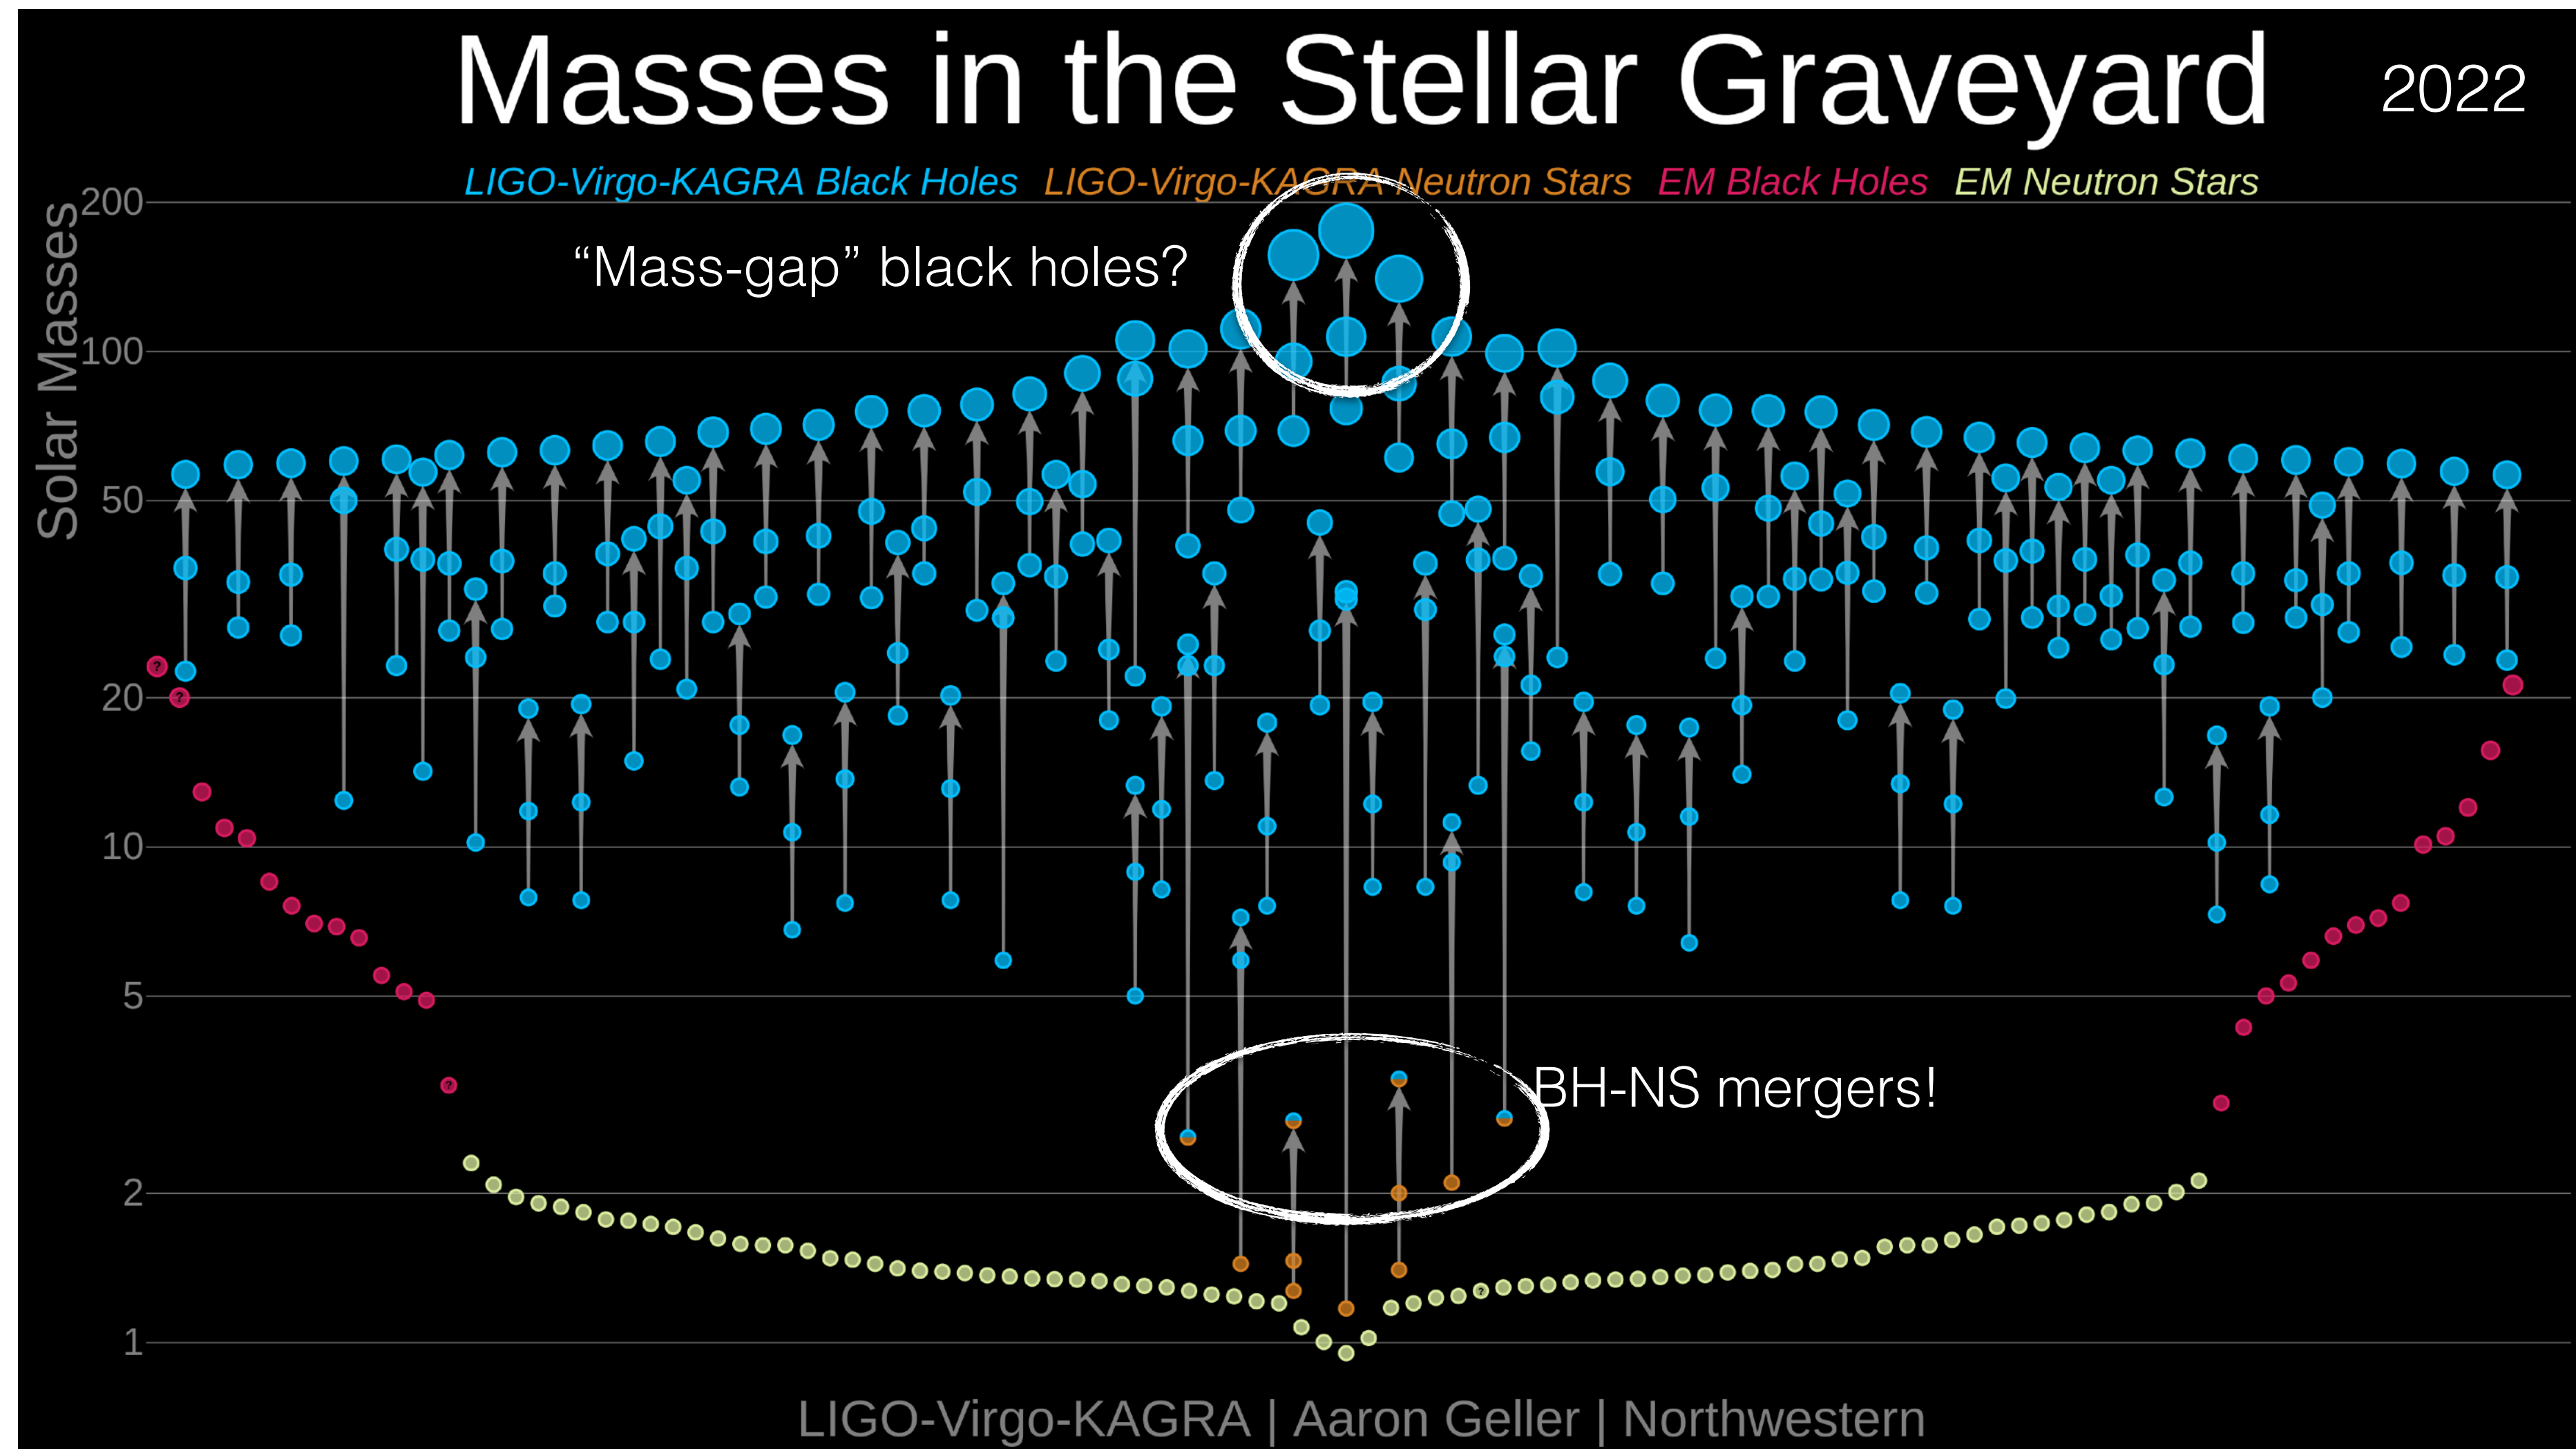 Masses in the Stellar Graveyard
2022
LIGO-Virgo-KAGRA Black Holes LIGO-Virgo-KAGRA Neutron Stars EM Black Holes EM Neutron Stars
Solar Masses
200
“Mass-gap” black holes?
100
50
?
?
20
10
5
?
BH-NS mergers!
2
?
1
LIGO-Virgo-KAGRA | Aaron Geller | Northwestern